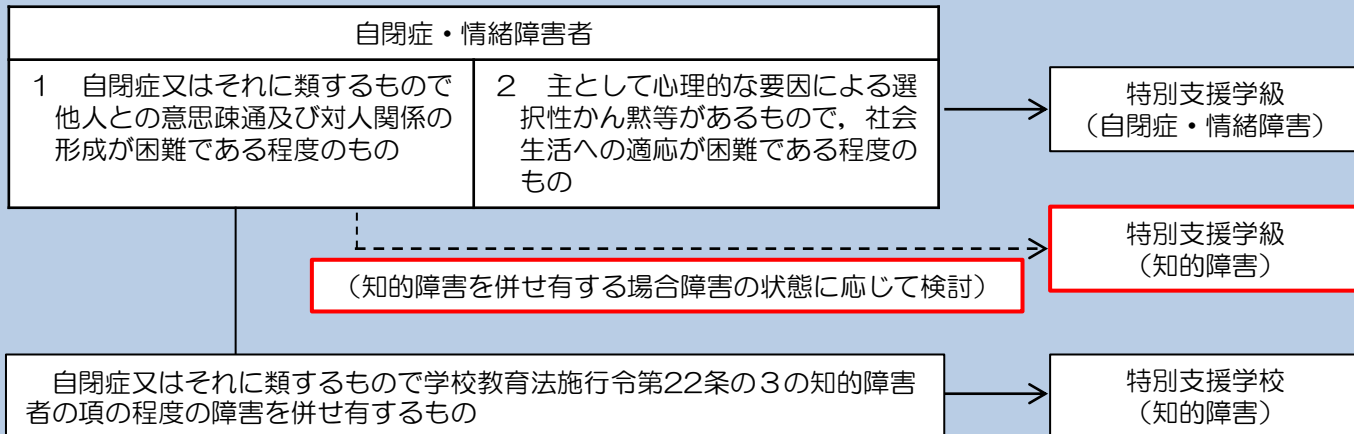 自閉症・情緒障害者
1　自閉症又はそれに類するもので
他人との意思疎通及び対人関係の
形成が困難である程度のもの
2　主として心理的な要因による選
択性かん黙等があるもので，社会
生活への適応が困難である程度の
もの
特別支援学級
（自閉症・情緒障害）
特別支援学級
（知的障害）
（知的障害を併せ有する場合障害の状態に応じて検討）
自閉症又はそれに類するもので学校教育法施行令第22条の３の知的障害
者の項の程度の障害を併せ有するもの
特別支援学校
（知的障害）